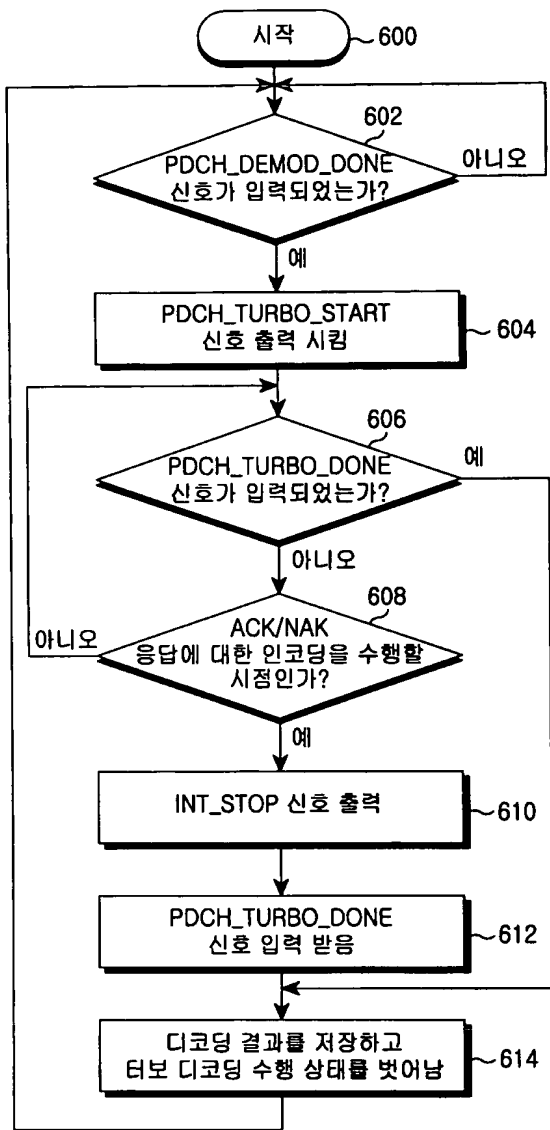 시작
600
602
PDCH_DEMOD_DONE
신호가 입력되었는가?
아니오
예
PDCH_TURBO_START
신호 출력 시킴
604
606
PDCH_TURBO_DONE
신호가 입력되었는가?
예
아니오
608
ACK/NAK
응답에 대한 인코딩을 수행할
시점인가?
아니오
예
INT_STOP 신호 출력
610
PDCH_TURBO_DONE
신호 입력 받음
612
디코딩 결과를 저장하고
터보 디코딩 수행 상태를 벗어남
614